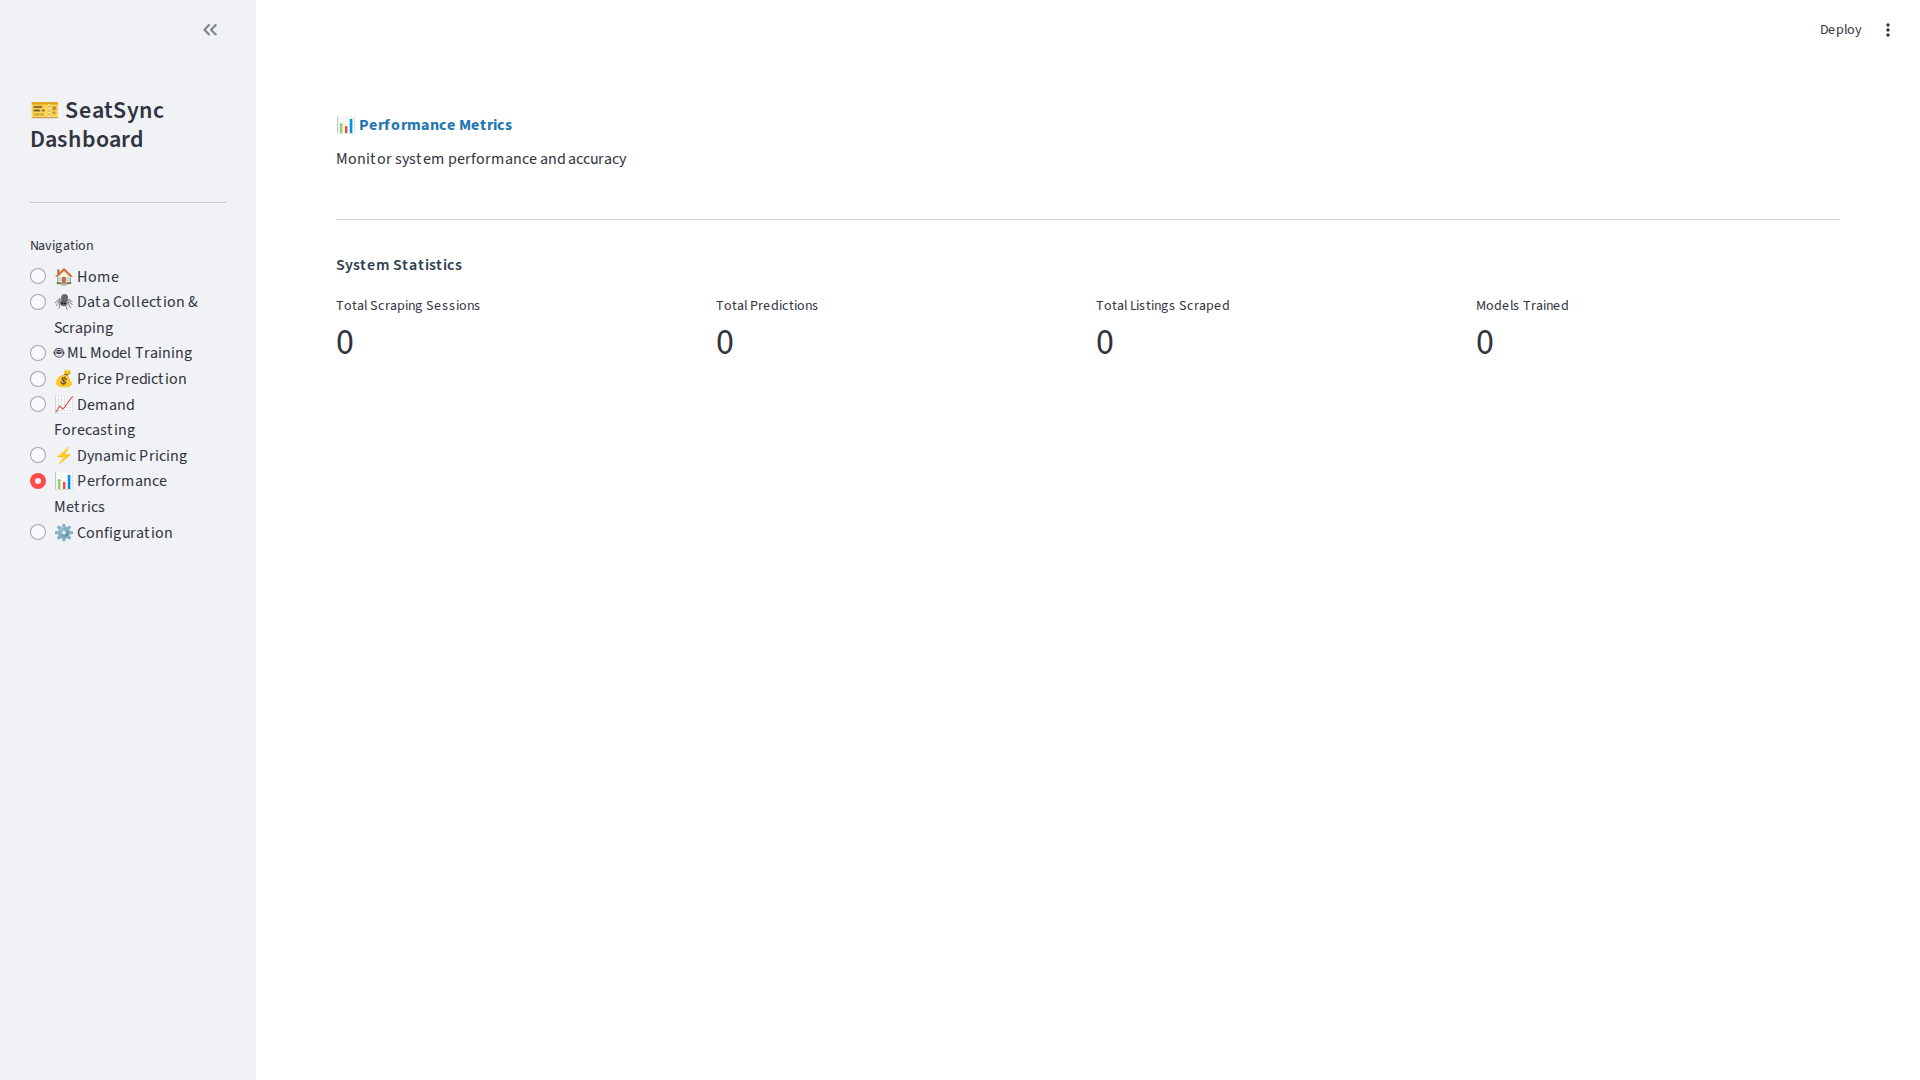 Deploy
🎫 SeatSync
Dashboard
Navigation
🏠 Home
🕷️ Data Collection &
Scraping
ML Model Training
💰 Price Prediction
📈 Demand
Forecasting
⚡ Dynamic Pricing
📊 Performance
Metrics
⚙️ Configuration
📊 Performance Metrics
Monitor system performance and accuracy
System Statistics
Total Scraping Sessions
0
Total Predictions
0
Total Listings Scraped
0
Models Trained
0